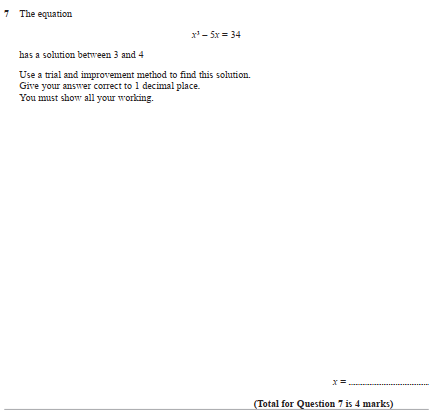 7 The equation
x³ – 5x = 34
has a solution between 3 and 4
Use a trial and improvement method to find this solution.
Give your answer correct to 1 decimal place.
You must show all your working.
x = ..............................
(Total for Question 7 is 4 marks)